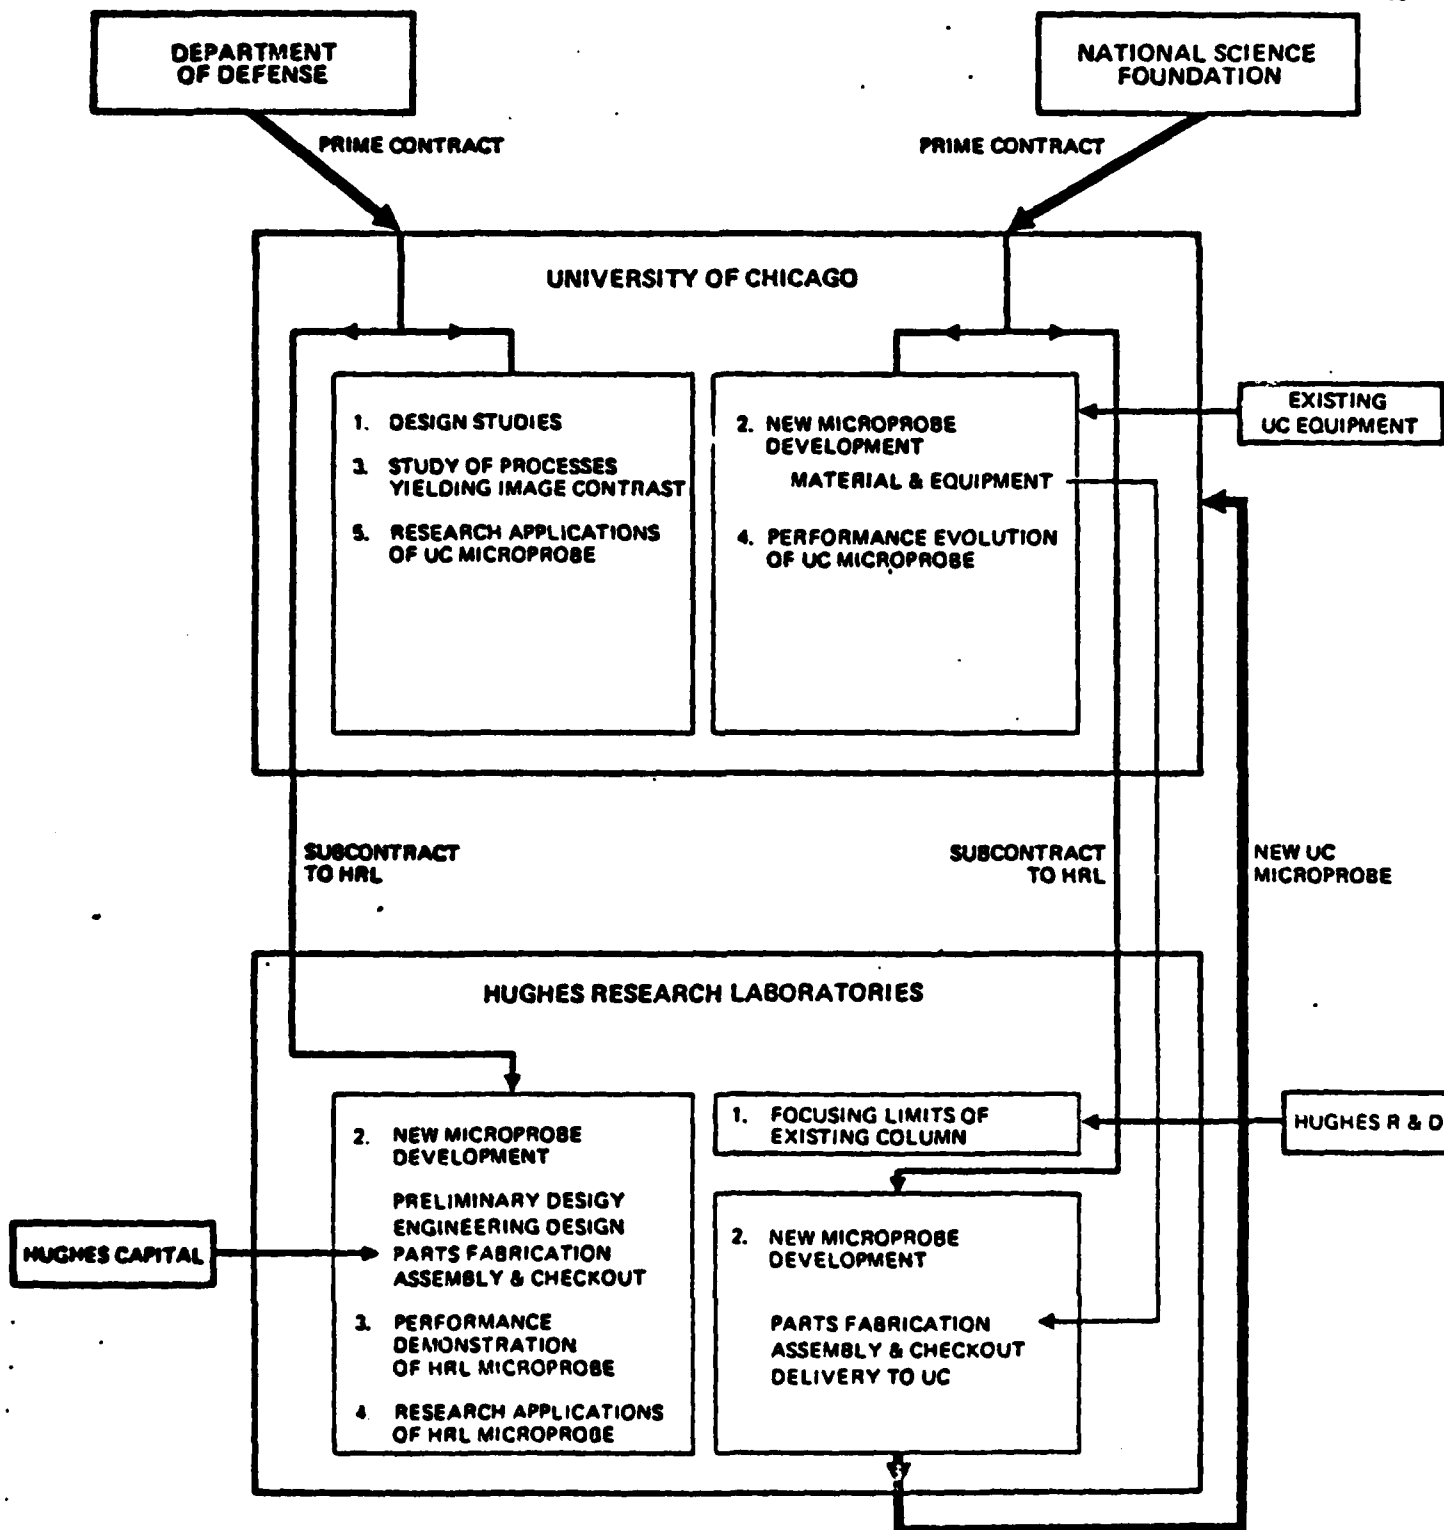 DEPARTMENT
OF DEFENSE
NATIONAL SCIENCE
FOUNDATION
PRIME CONTRACT
PRIME CONTRACT
UNIVERSITY OF CHICAGO
1. DESIGN STUDIES
3. STUDY OF PROCESSES
YIELDING IMAGE CONTRAST
5. RESEARCH APPLICATIONS
OF UC MICROPROBE
2. NEW MICROPROBE
DEVELOPMENT
MATERIAL & EQUIPMENT
4. PERFORMANCE EVOLUTION
OF UC MICROPROBE
EXISTING
UC EQUIPMENT
SUBCONTRACT
TO HRL
SUBCONTRACT
TO HRL
NEW UC
MICROPROBE
HUGHES RESEARCH LABORATORIES
2. NEW MICROPROBE
DEVELOPMENT
PRELIMINARY DESIGY
ENGINEERING DESIGN
PARTS FABRICATION
ASSEMBLY & CHECKOUT
3. PERFORMANCE
DEMONSTRATION
OF HRL MICROPROBE
4. RESEARCH APPLICATIONS
OF HRL MICROPROBE
HUGHES CAPITAL
1. FOCUSING LIMITS OF
EXISTING COLUMN
HUGHES R & D
2. NEW MICROPROBE
DEVELOPMENT
PARTS FABRICATION
ASSEMBLY & CHECKOUT
DELIVERY TO UC